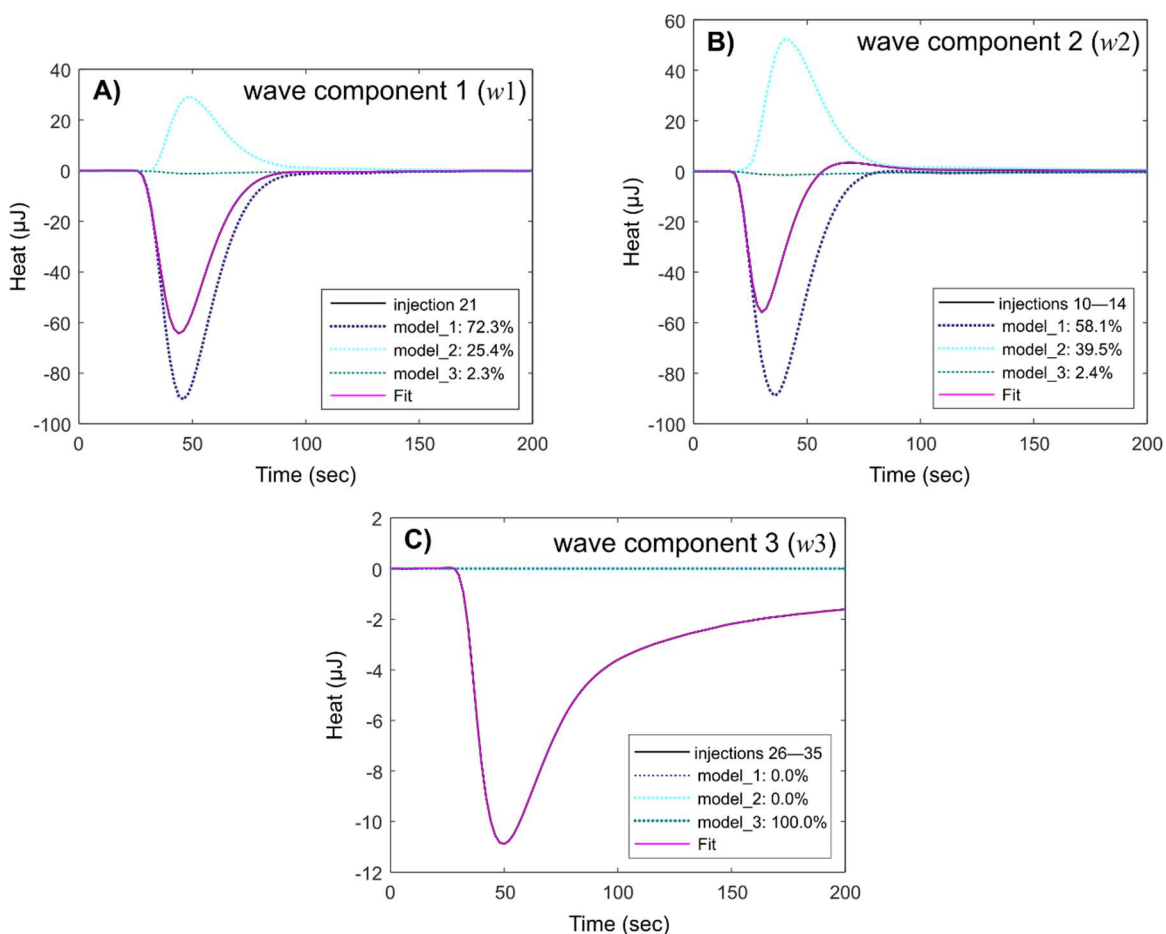 A)
wave component 1 (w1)
40
20
0
-20
-40
-60
-80
-100
Heat (µJ)
0
50
100
150
200
Time (sec)
injection 21
model_1: 72.3%
model_2: 25.4%
model_3: 2.3%
Fit
B)
wave component 2 (w2)
60
40
20
0
-20
-40
-60
-80
-100
Heat (µJ)
0
50
100
150
200
Time (sec)
injections 10—14
model_1: 58.1%
model_2: 39.5%
model_3: 2.4%
Fit
C)
wave component 3 (w3)
2
0
-2
-4
-6
-8
-10
-12
Heat (µJ)
0
50
100
150
200
Time (sec)
injections 26—35
model_1: 0.0%
model_2: 0.0%
model_3: 100.0%
Fit